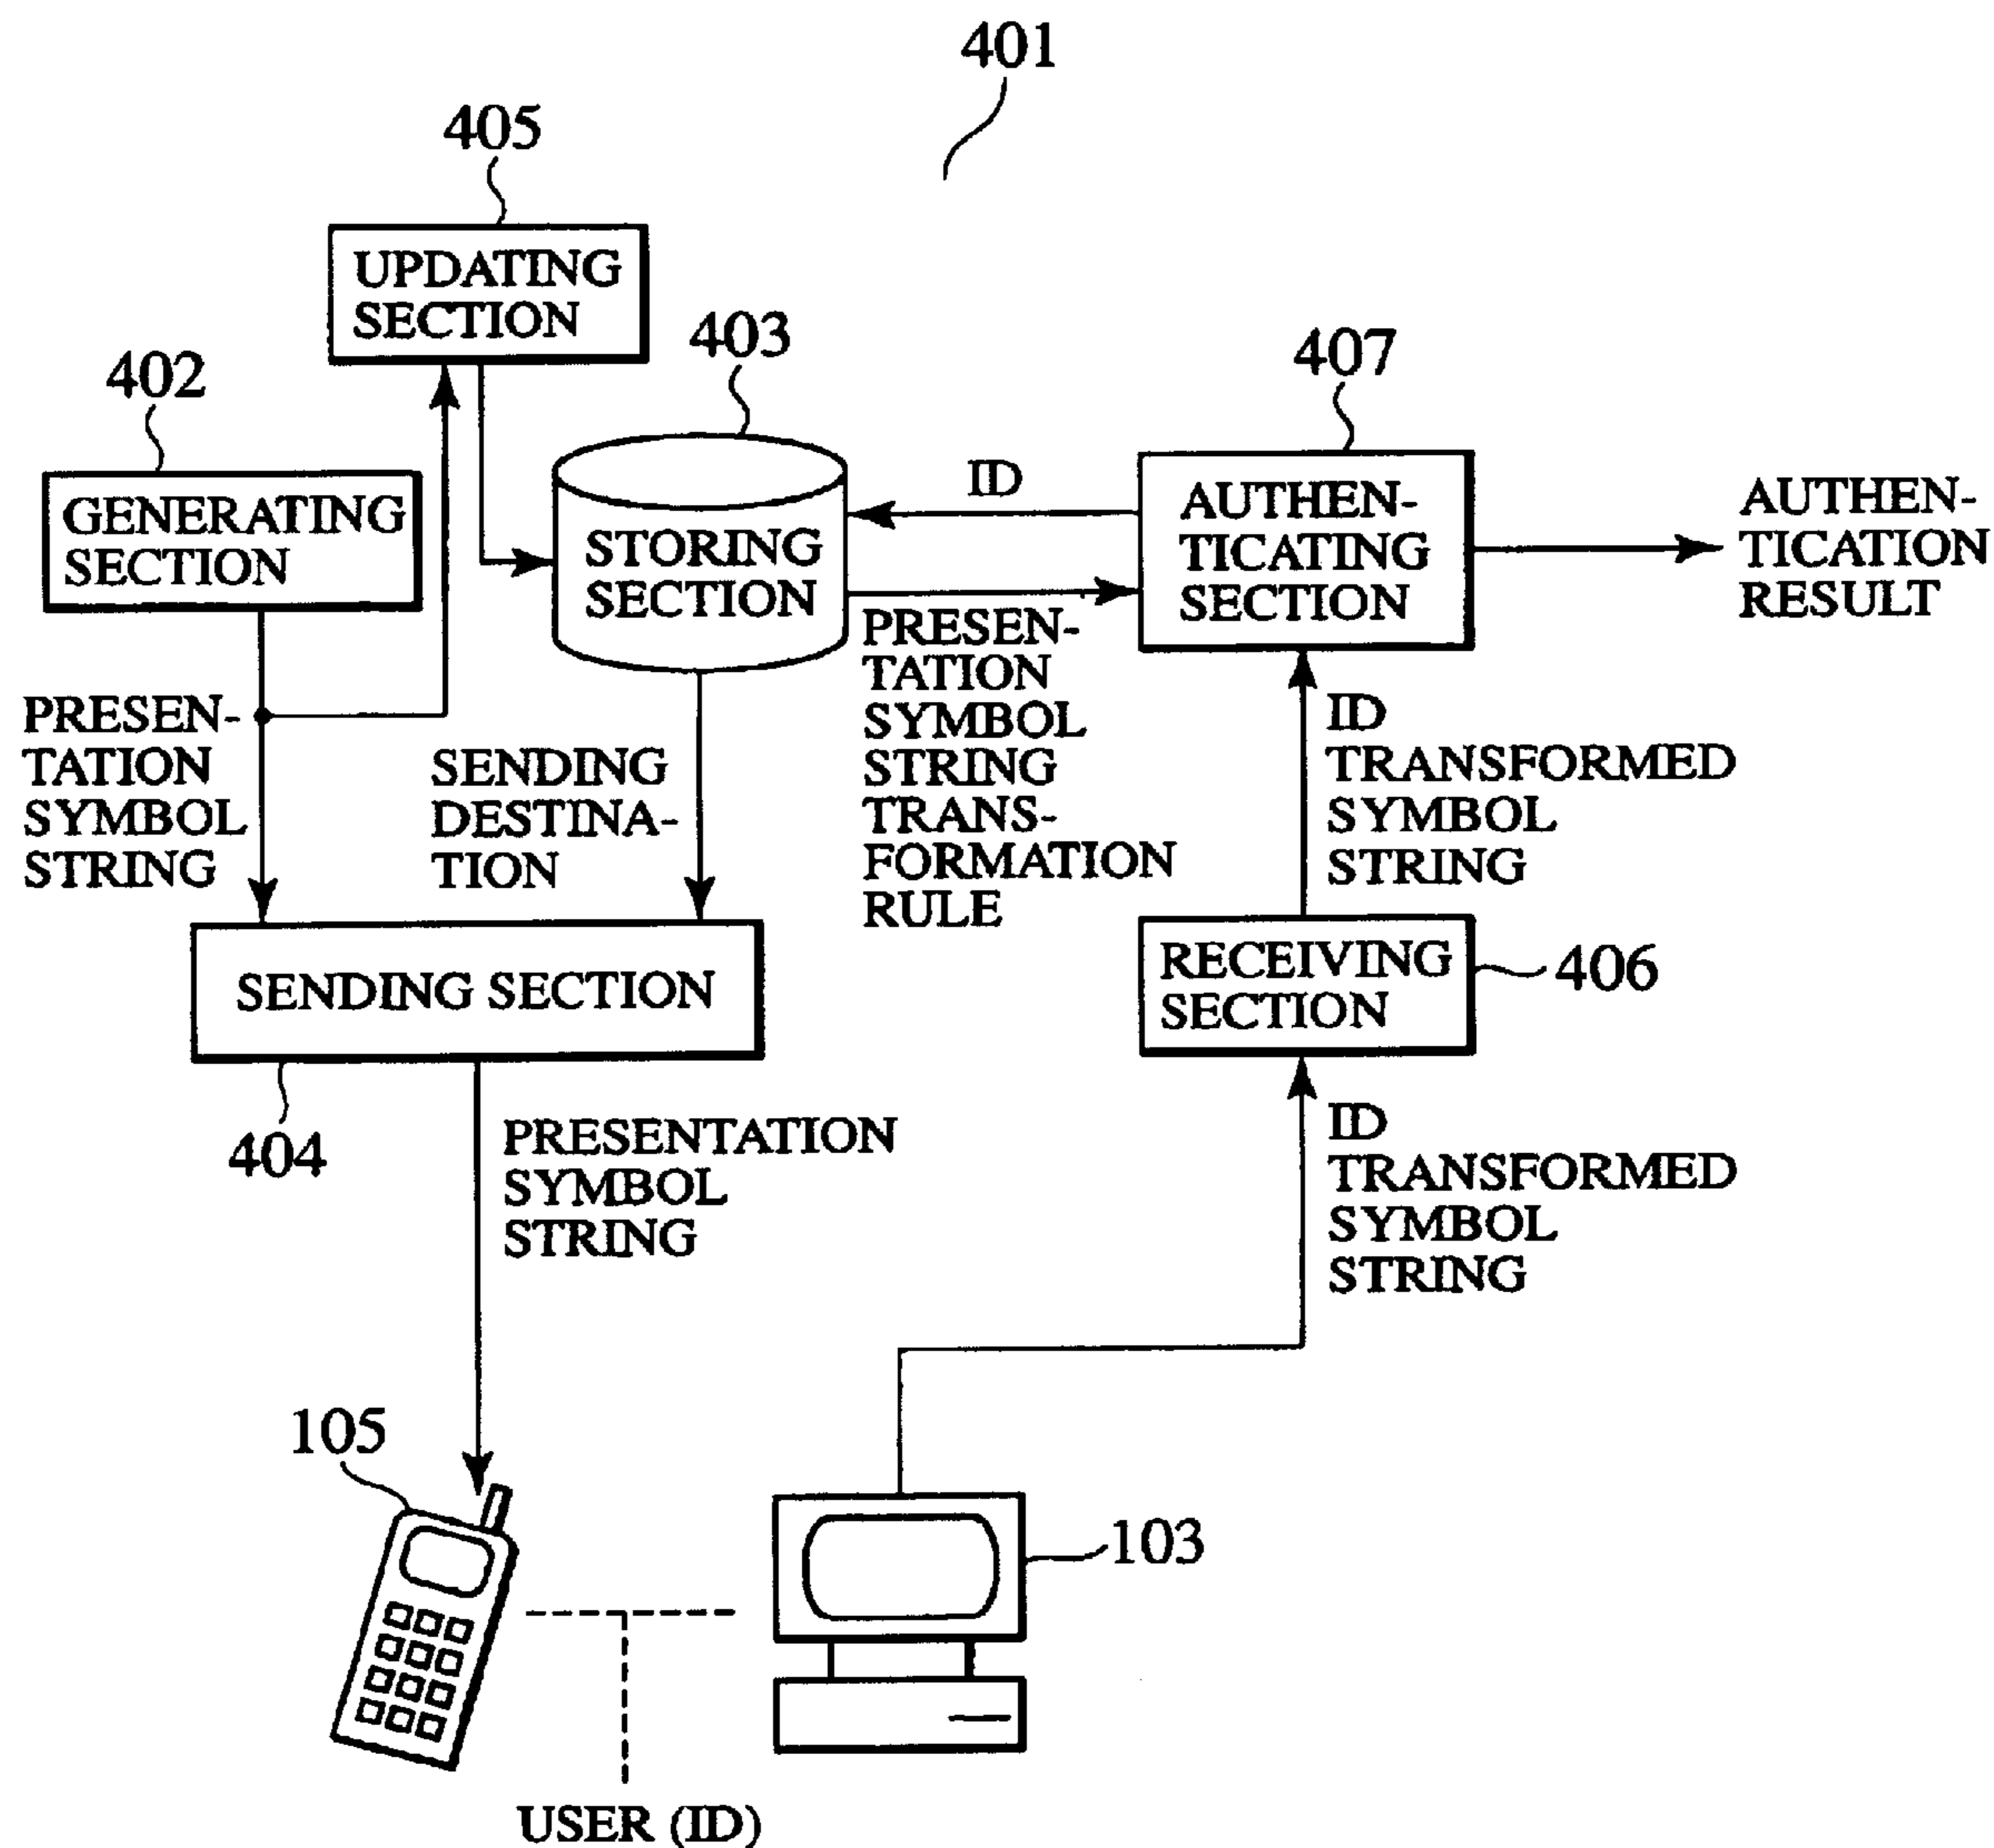 401
405
UPDATING
SECTION
403
407
402
GENERATING
SECTION
STORING
SECTION
ID
AUTHEN-
TICATING
SECTION
AUTHEN-
TICATION
RESULT
PRESEN-
TATION
SYMBOL
STRING
SENDING
DESTINA-
TION
PRESEN-
TATION
SYMBOL
STRING
TRANS-
FORMATION
RULE
ID
TRANSFORMED
SYMBOL
STRING
SENDING SECTION
404
RECEIVING
SECTION
406
PRESENTATION
SYMBOL
STRING
ID
TRANSFORMED
SYMBOL
STRING
105
103
USER (ID)